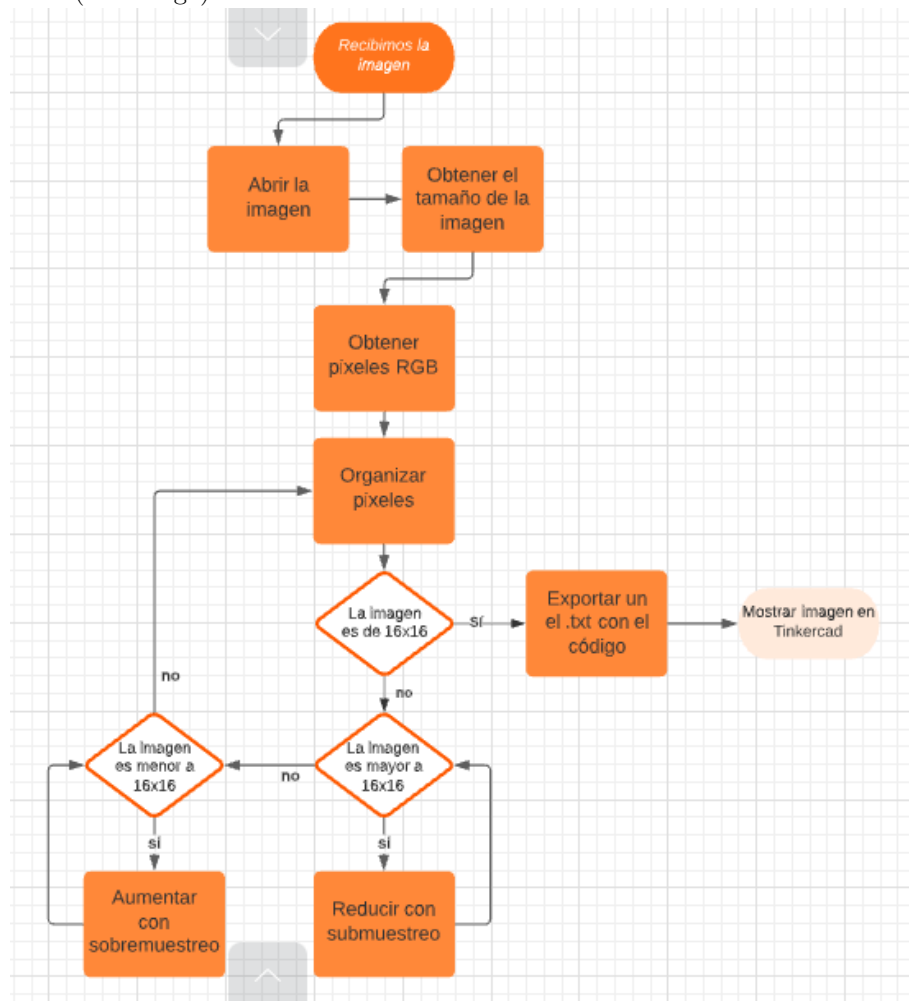 Recibimos la
imagen
Abrir la
imagen
Obtener el
tamaño de la
imagen
Obtener
píxeles RGB
Organizar
píxeles
La Imagen
es de 16x16
sí
Exportar un
el .txt con el
código
Mostrar Imagen en
Tinkercad
no
no
La Imagen
es menor a
16x16
no
La Imagen
es mayor a
16x16
sí
sí
Aumentar
con
sobremuestreo
Reducir con
submuestreo